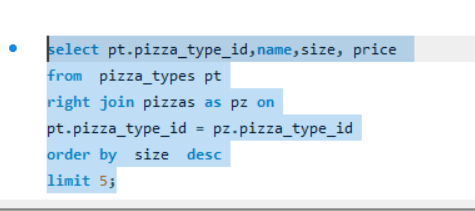 select pt.pizza_type_id,name,size, price
from  pizza_types pt
right join pizzas as pz on
pt.pizza_type_id = pz.pizza_type_id
order by  size  desc
limit 5;